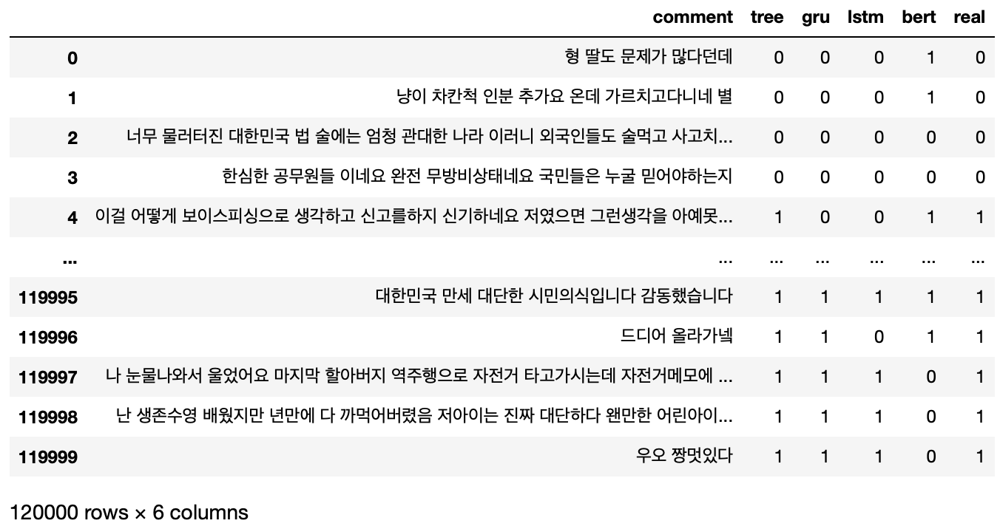 comment tree gru lstm bert real
0 형 딸도 문제가 많다던데 0 0 0 1 0
1 냥이 차칸척 인분 추가요 온데 가르치고다니네 별 0 0 0 1 0
2 너무 물러터진 대한민국 법 술에는 엄청 관대한 나라 이러니 외국인들도 술먹고 사고치... 0 0 0 0 0
3 한심한 공무원들 이네요 완전 무방비상태네요 국민들은 누굴 믿어야하는지 0 0 0 0 0
4 이걸 어떻게 보이스피싱으로 생각하고 신고를하지 신기하네요 저였으면 그런생각을 아예못... 1 0 0 1 1
... ... ... ... ... ... ...
119995 대한민국 만세 대단한 시민의식입니다 감동했습니다 1 1 1 1 1
119996 드디어 올라가넼 1 1 0 1 1
119997 나 눈물나와서 울었어요 마지막 할아버지 역주행으로 자전거 타고가시는데 자전거메모에 ... 1 1 1 0 1
119998 난 생존수영 배웠지만 년만에 다 까먹어버렸음 저아이는 진짜 대단하다 왠만한 어린아이... 1 1 1 0 1
119999 우오 짱멋있다 1 1 1 0 1
120000 rows × 6 columns